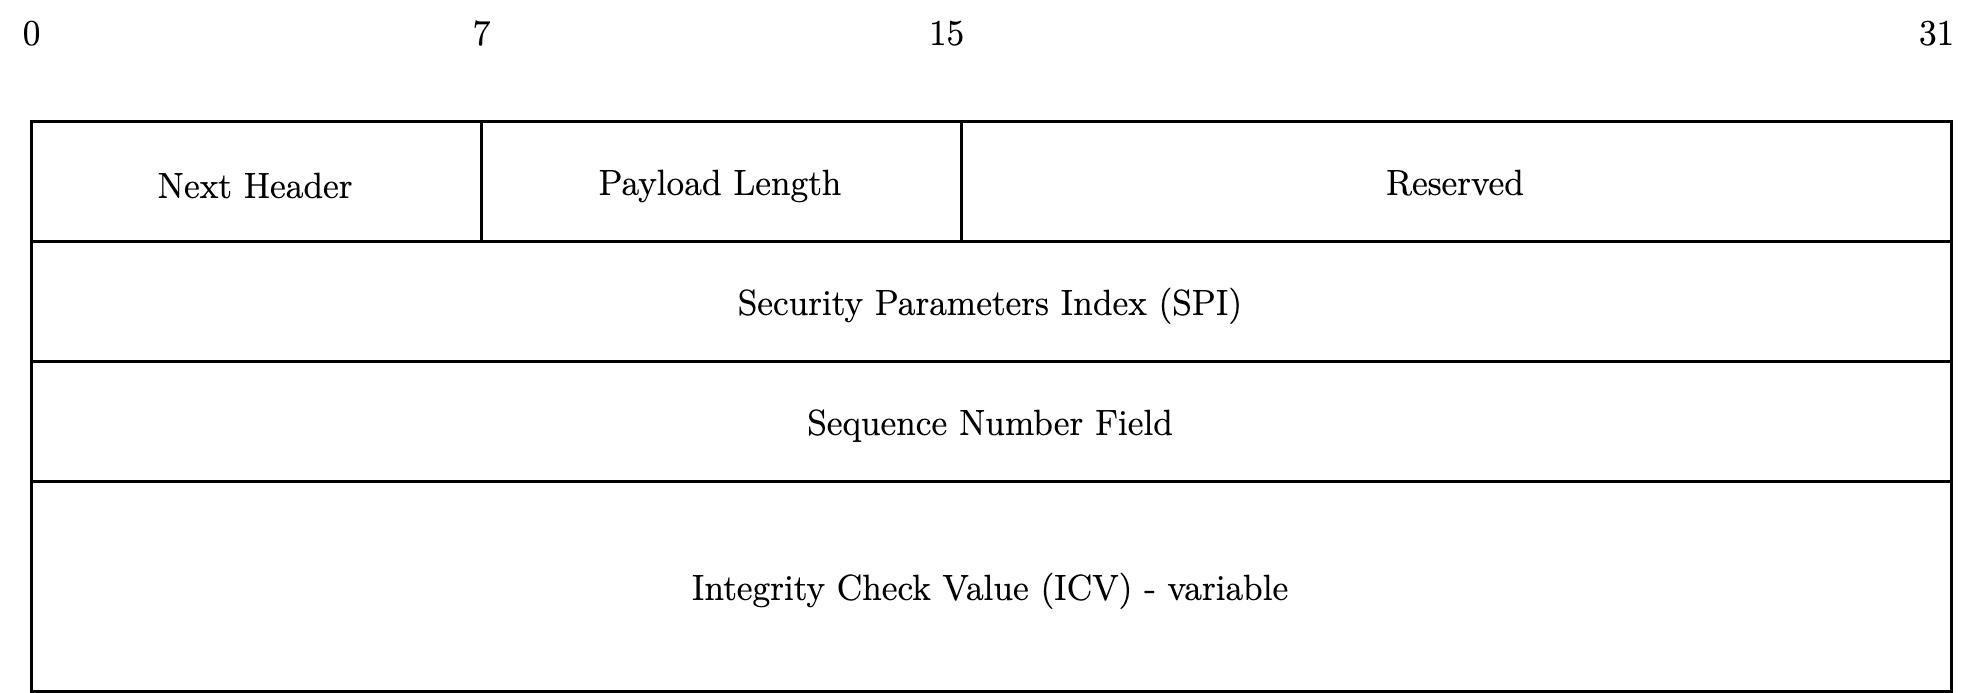 0 7 15 31
Next Header Payload Length Reserved
Security Parameters Index (SPI)
Sequence Number Field
Integrity Check Value (ICV) - variable